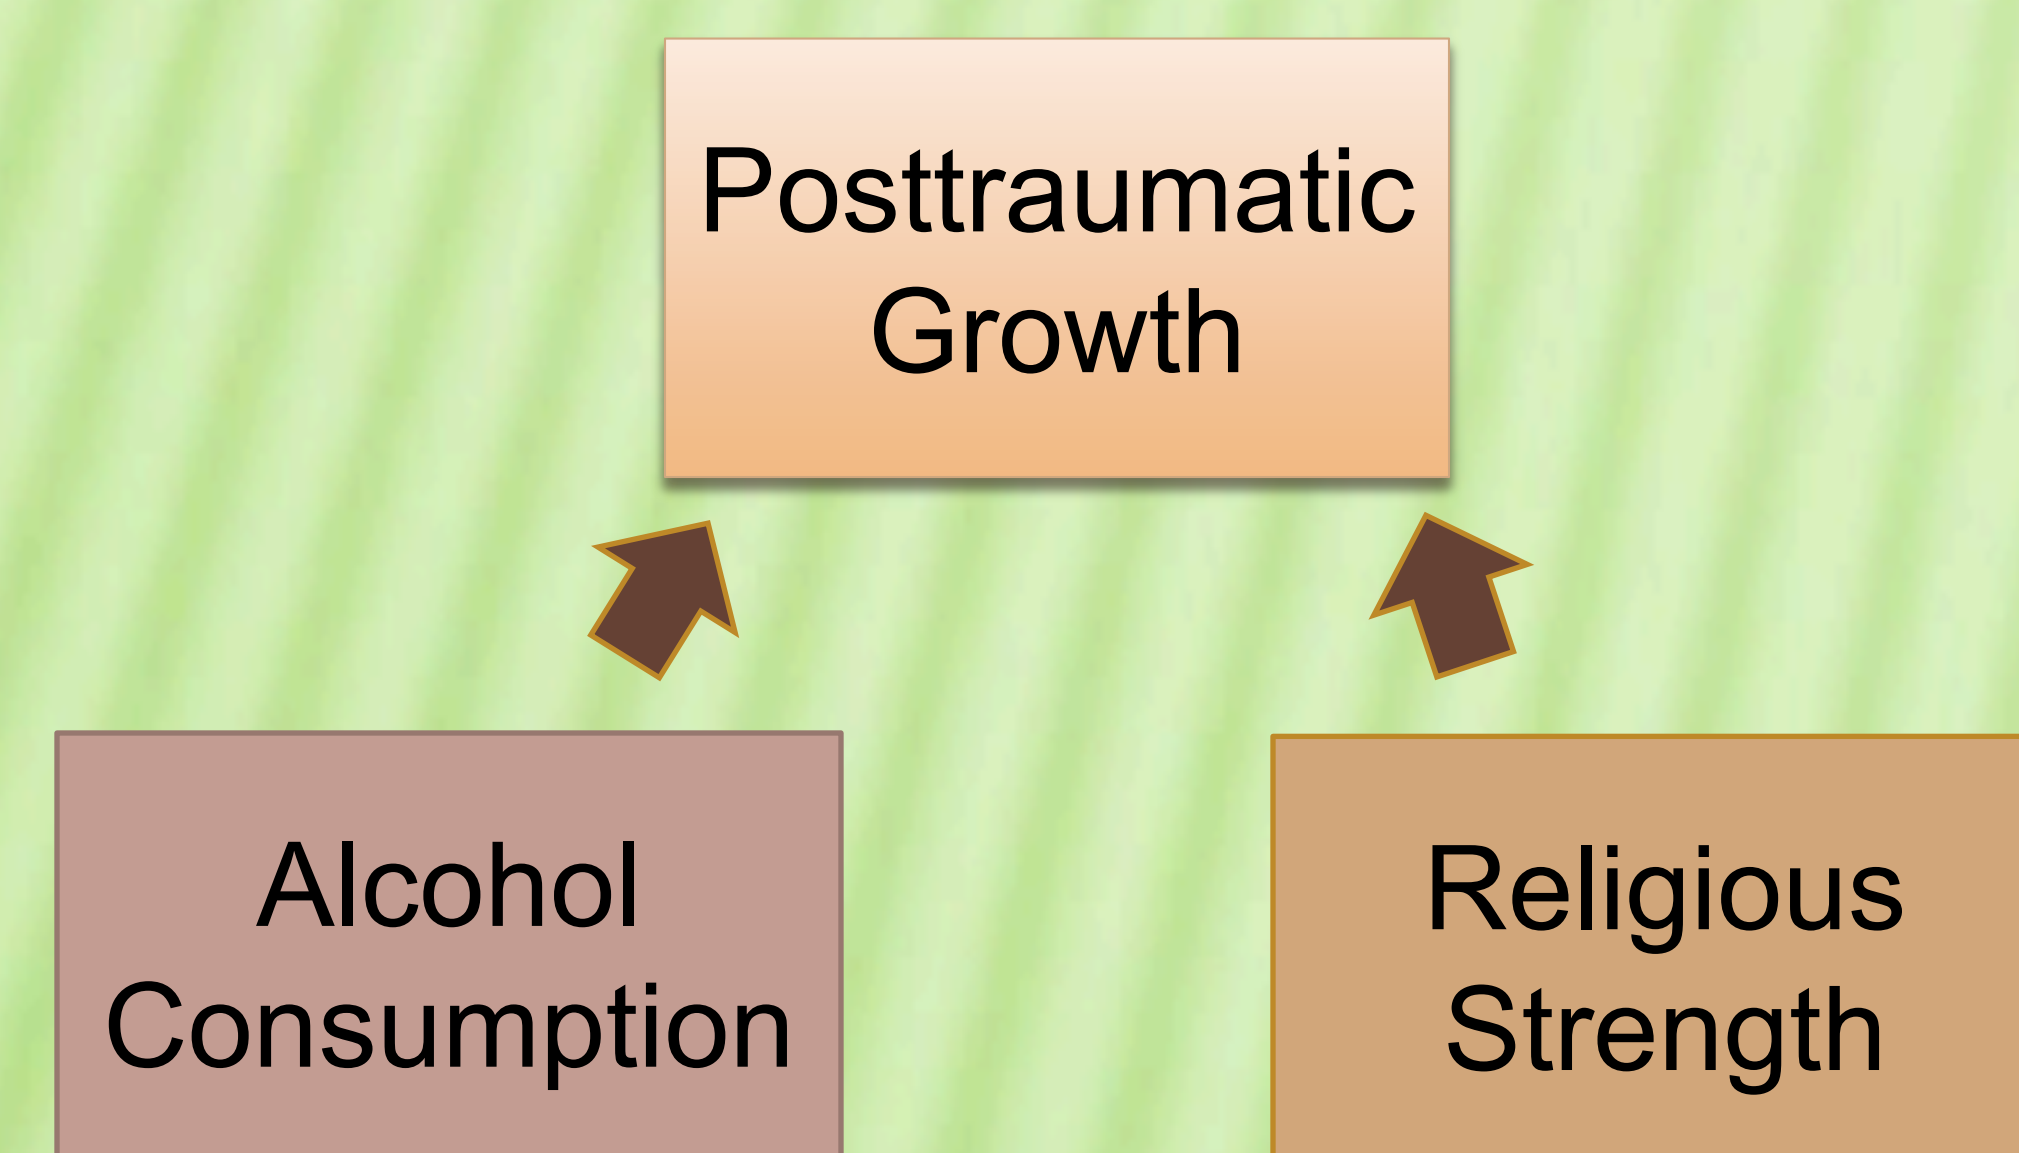 Posttraumatic
Growth
Alcohol
Consumption
Religious
Strength